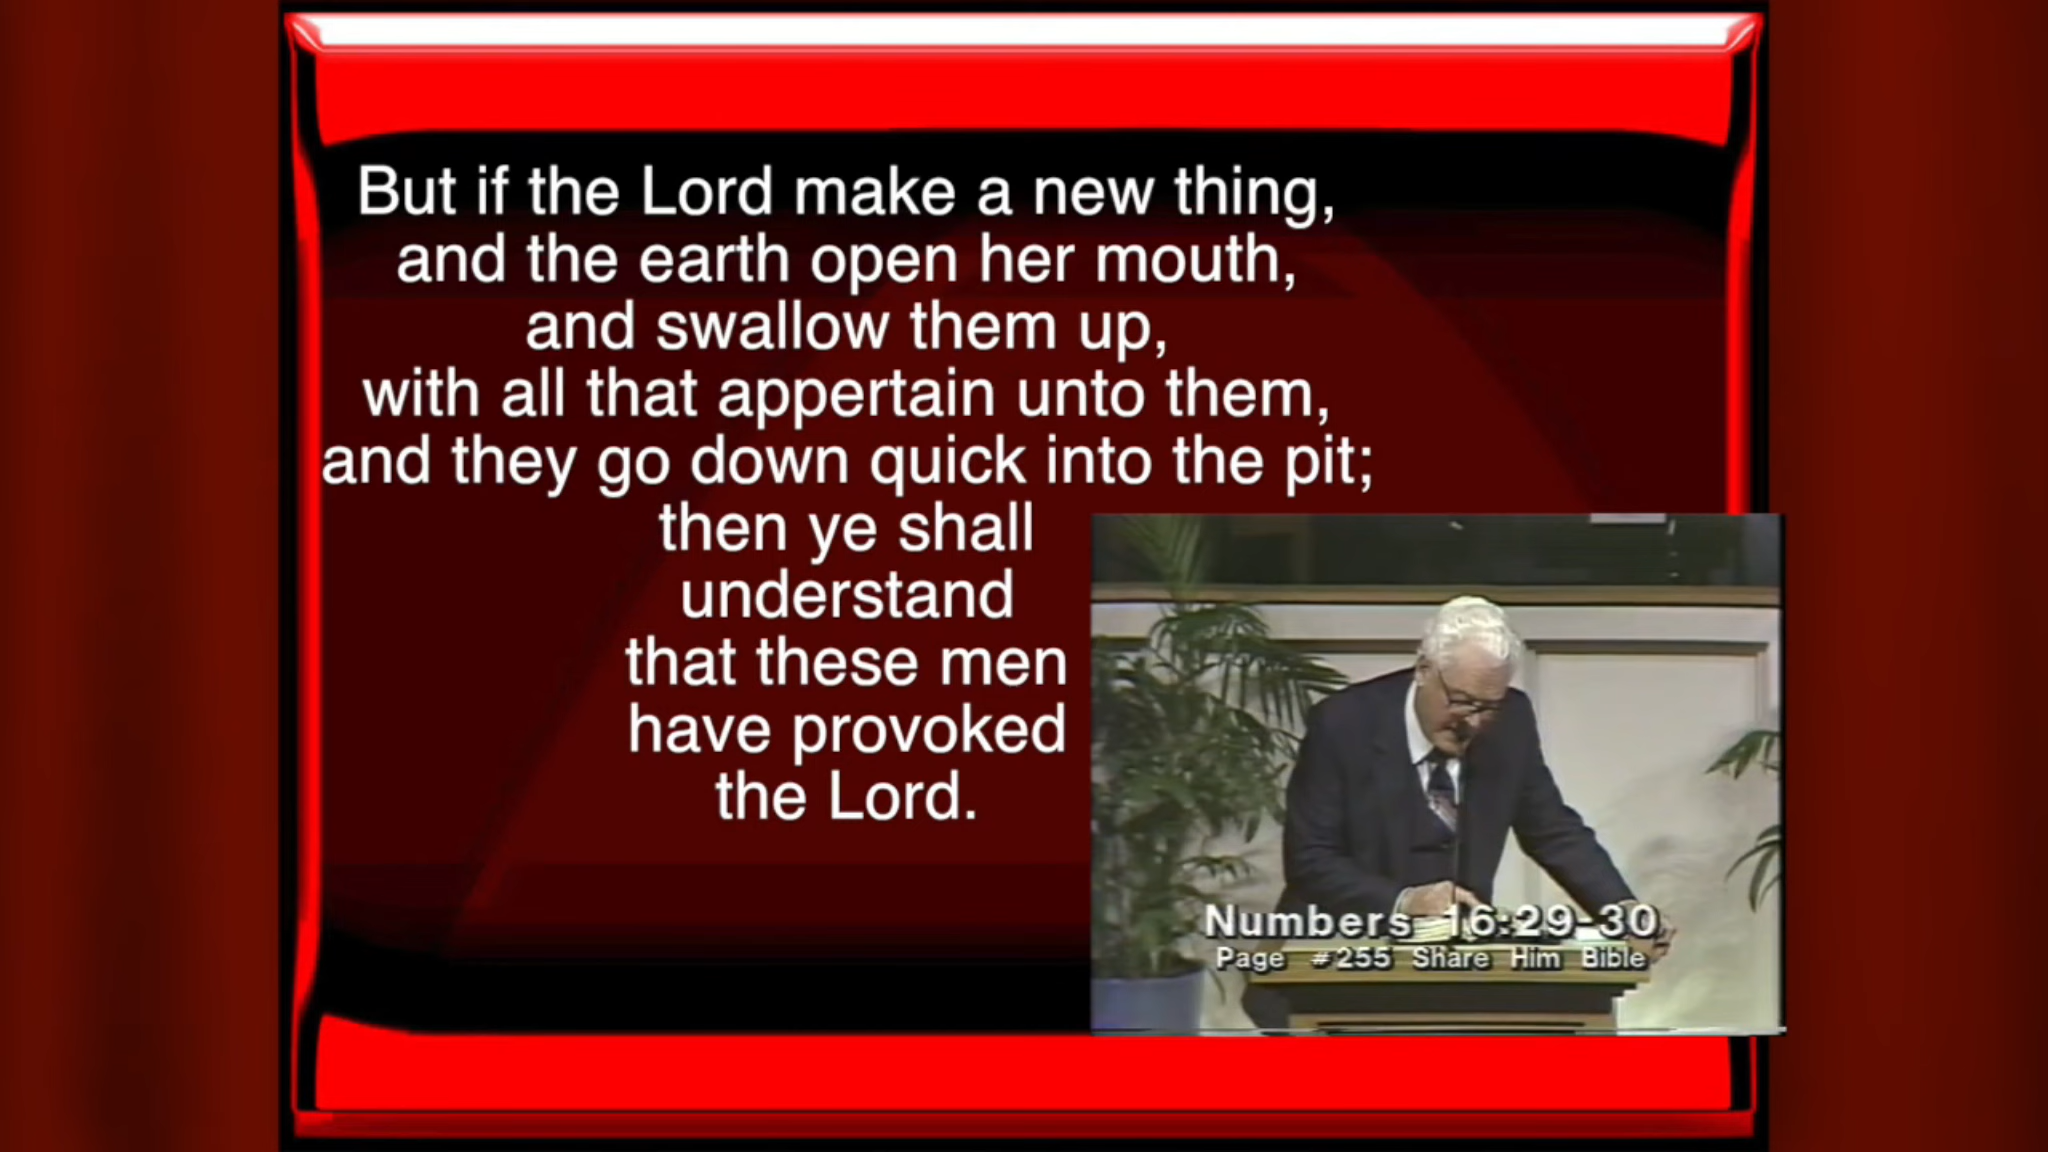 But if the Lord make a new thing,
and the earth open her mouth,
and swallow them up,
with all that appertain unto them,
and they go down quick into the pit;
then ye shall
understand
that these men
have provoked
the Lord.
Numbers 16:29-30
Page #255 Share Him Bible